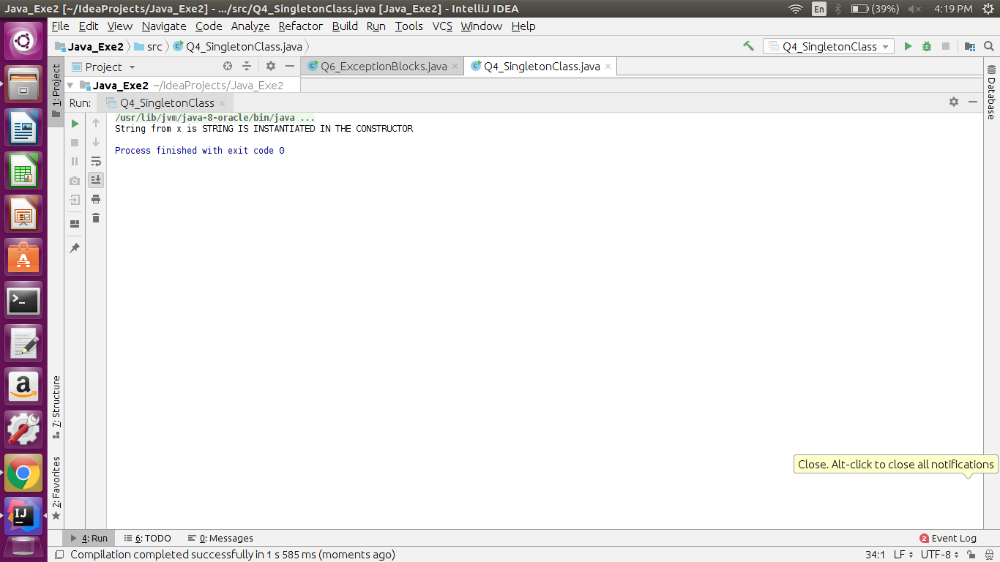 Java_Exe2 [~/IdeaProjects/Java_Exe2] - .../src/Q4_SingletonClass.java [Java_Exe2] - IntelliJ IDEA
En (39%) 4:19 PM
File Edit View Navigate Code Analyze Refactor Build Run Tools VCS Window Help
Java_Exe2 src Q4_SingletonClass.java
Q4_SingletonClass
Project
Q6_ExceptionBlocks.java
Q4_SingletonClass.java
Java_Exe2 ~/IdeaProjects/Java_Exe2
Run: Q4_SingletonClass
/usr/lib/jvm/java-8-oracle/bin/java ...
String from x is STRING IS INSTANTIATED IN THE CONSTRUCTOR
Process finished with exit code 0
1: Project
7: Structure
2: Favorites
Database
Close. Alt-click to close all notifications
4: Run 6: TODO 0: Messages
2 Event Log
Compilation completed successfully in 1 s 585 ms (moments ago)
34:1 LF UTF-8
IJ